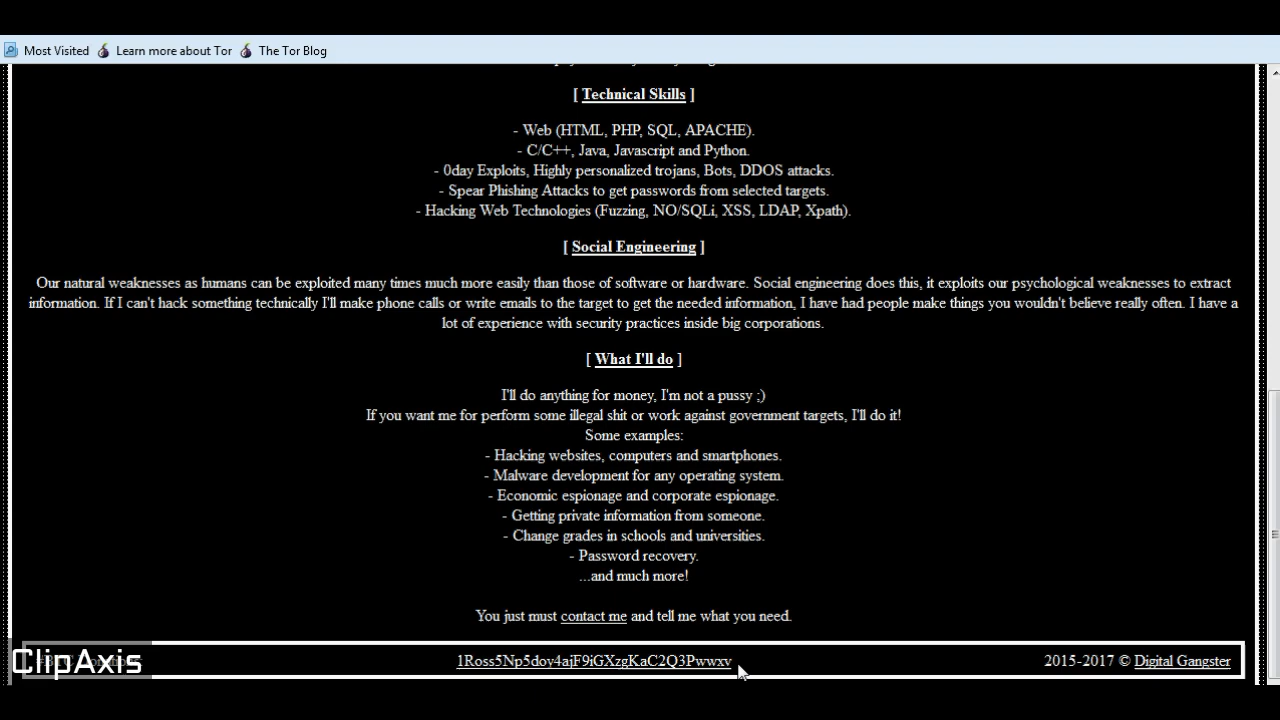 Most Visited Learn more about Tor The Tor Blog
[ Technical Skills ]
- Web (HTML, PHP, SQL, APACHE).
- C/C++, Java, Javascript and Python.
- 0day Exploits, Highly personalized trojans, Bots, DDOS attacks.
- Spear Phishing Attacks to get passwords from selected targets.
- Hacking Web Technologies (Fuzzing, NO/SQLi, XSS, LDAP, Xpath).
[ Social Engineering ]
Our natural weaknesses as humans can be exploited many times much more easily than those of software or hardware. Social engineering does this, it exploits our psychological weaknesses to extract
information. If I can't hack something technically I'll make phone calls or write emails to the target to get the needed information, I have had people make things you wouldn't believe really often. I have a
lot of experience with security practices inside big corporations.
[ What I'll do ]
I'll do anything for money, I'm not a pussy ;)
If you want me for perform some illegal shit or work against government targets, I'll do it!
Some examples:
- Hacking websites, computers and smartphones.
- Malware development for any operating system.
- Economic espionage and corporate espionage.
- Getting private information from someone.
- Change grades in schools and universities.
- Password recovery.
...and much more!
You just must contact me and tell me what you need.
ClipAxis 1Ross5Np5doy4ajF9iGXzgKaC2Q3Pwwxv 2015-2017 © Digital Gangster